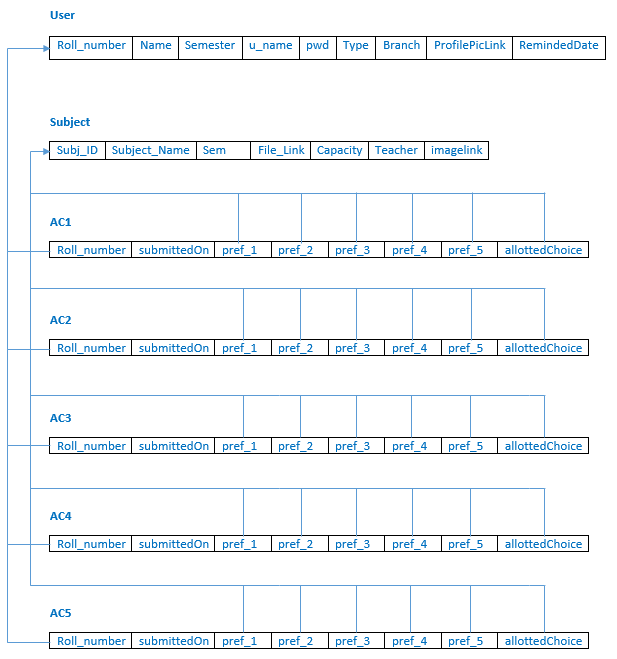 User
Roll_number Name Semester u_name pwd Type Branch ProfilePicLink RemindedDate
Subject
Subj_ID Subject_Name Sem File_Link Capacity Teacher imagelink
AC1
Roll_number submittedOn pref_1 pref_2 pref_3 pref_4 pref_5 allottedChoice
AC2
Roll_number submittedOn pref_1 pref_2 pref_3 pref_4 pref_5 allottedChoice
AC3
Roll_number submittedOn pref_1 pref_2 pref_3 pref_4 pref_5 allottedChoice
AC4
Roll_number submittedOn pref_1 pref_2 pref_3 pref_4 pref_5 allottedChoice
AC5
Roll_number submittedOn pref_1 pref_2 pref_3 pref_4 pref_5 allottedChoice